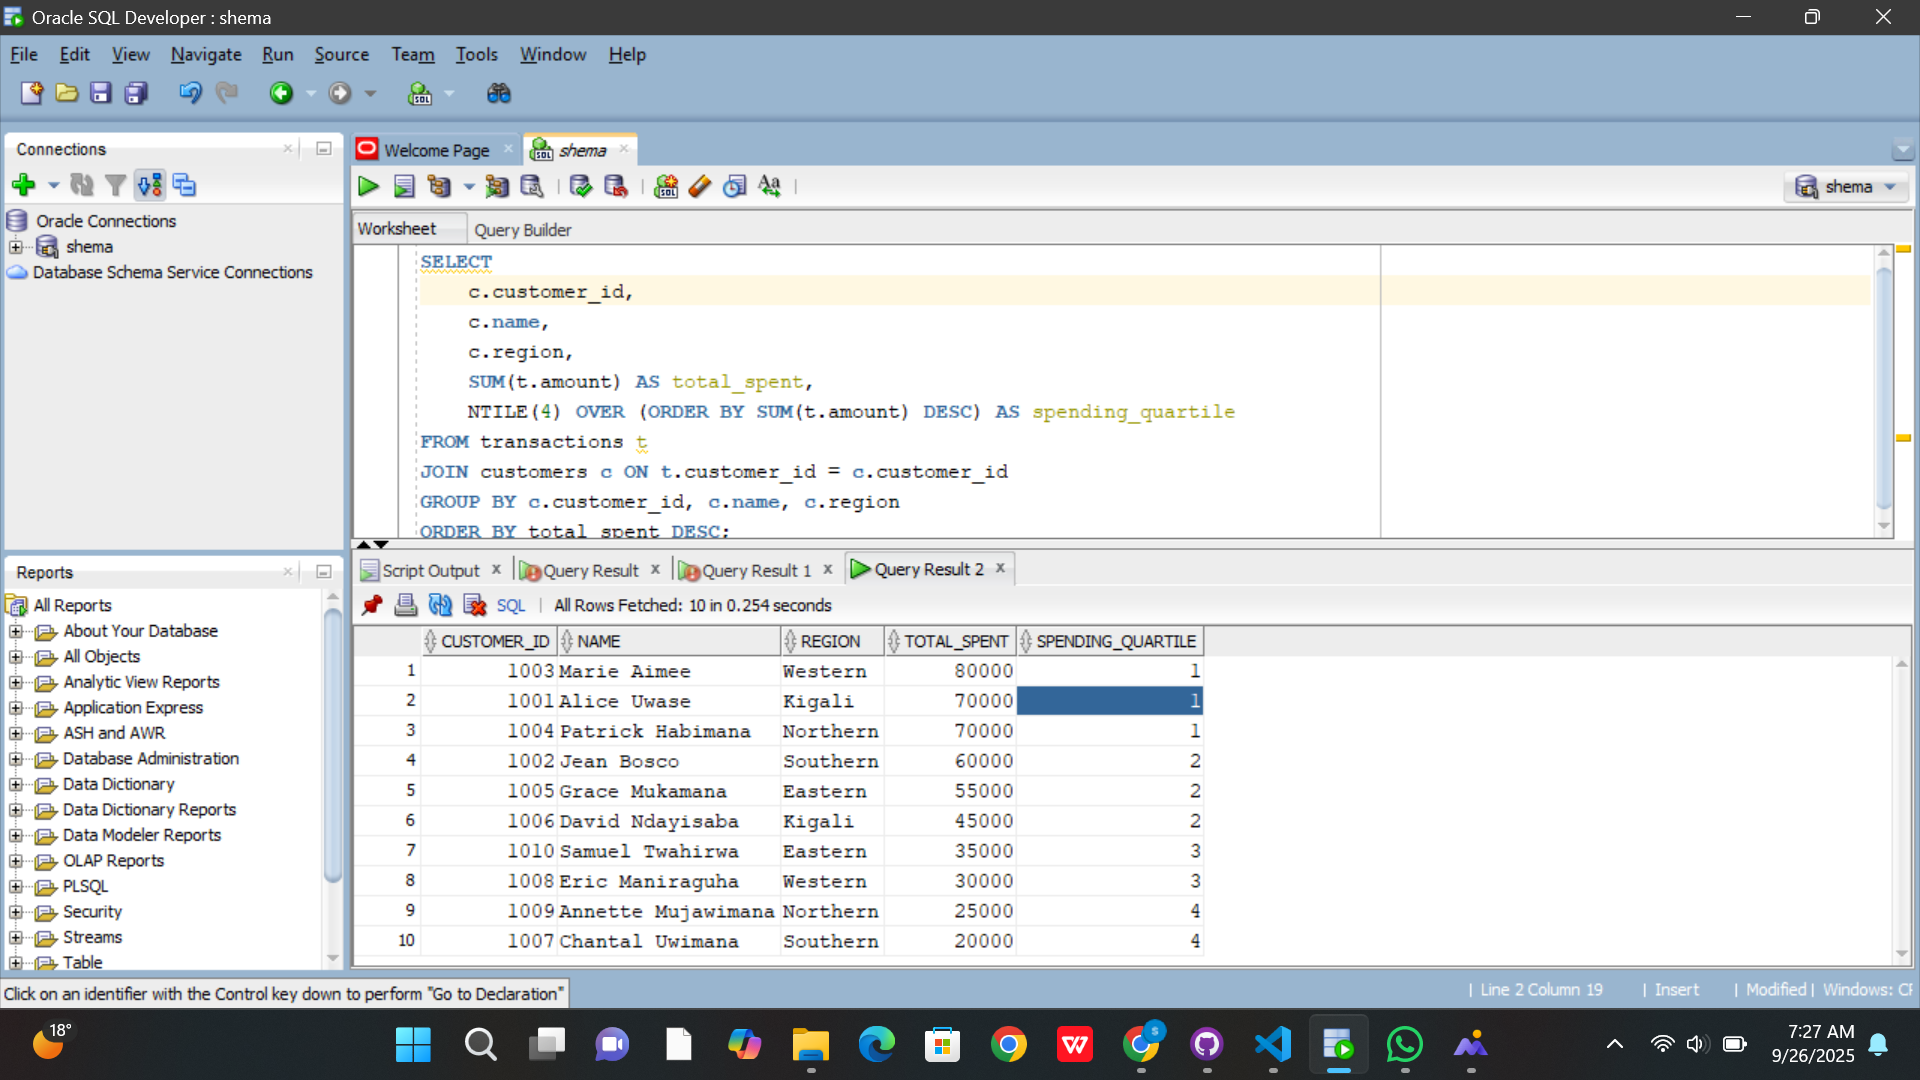 Oracle SQL Developer : shema
File Edit View Navigate Run Source Team Tools Window Help
Connections
Oracle Connections
shema
Database Schema Service Connections
Reports
All Reports
About Your Database
All Objects
Analytic View Reports
Application Express
ASH and AWR
Database Administration
Data Dictionary
Data Dictionary Reports
Data Modeler Reports
OLAP Reports
PLSQL
Security
Streams
Table
Welcome Page shema
shema
Worksheet Query Builder
SELECT
c.customer_id,
c.name,
c.region,
SUM(t.amount) AS total_spent,
NTILE(4) OVER (ORDER BY SUM(t.amount) DESC) AS spending_quartile
FROM transactions t
JOIN customers c ON t.customer_id = c.customer_id
GROUP BY c.customer_id, c.name, c.region
ORDER BY total_spent DESC;
Script Output Query Result Query Result 1 Query Result 2
SQL All Rows Fetched: 10 in 0.254 seconds
CUSTOMER_ID NAME REGION TOTAL_SPENT SPENDING_QUARTILE
1 1003 Marie Aimee Western 80000 1
2 1001 Alice Uwase Kigali 70000 1
3 1004 Patrick Habimana Northern 70000 1
4 1002 Jean Bosco Southern 60000 2
5 1005 Grace Mukamana Eastern 55000 2
6 1006 David Ndayisaba Kigali 45000 2
7 1010 Samuel Twahirwa Eastern 35000 3
8 1008 Eric Maniraguha Western 30000 3
9 1009 Annette Mujawimana Northern 25000 4
10 1007 Chantal Uwimana Southern 20000 4
Click on an identifier with the Control key down to perform "Go to Declaration"
Line 2 Column 19 | Insert | Modified | Windows: CF
18°
7:27 AM
9/26/2025